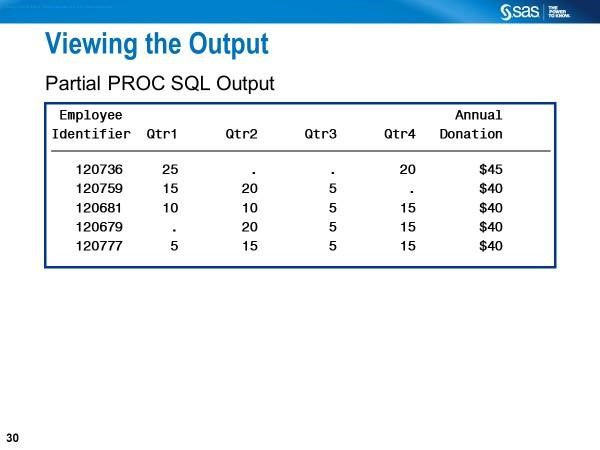 sas THE POWER TO KNOW.
Viewing the Output
Partial PROC SQL Output
Employee Annual
Identifier Qtr1 Qtr2 Qtr3 Qtr4 Donation
120736 25 . . 20 $45
120759 15 20 5 . $40
120681 10 10 5 15 $40
120679 . 20 5 15 $40
120777 5 15 5 15 $40
30